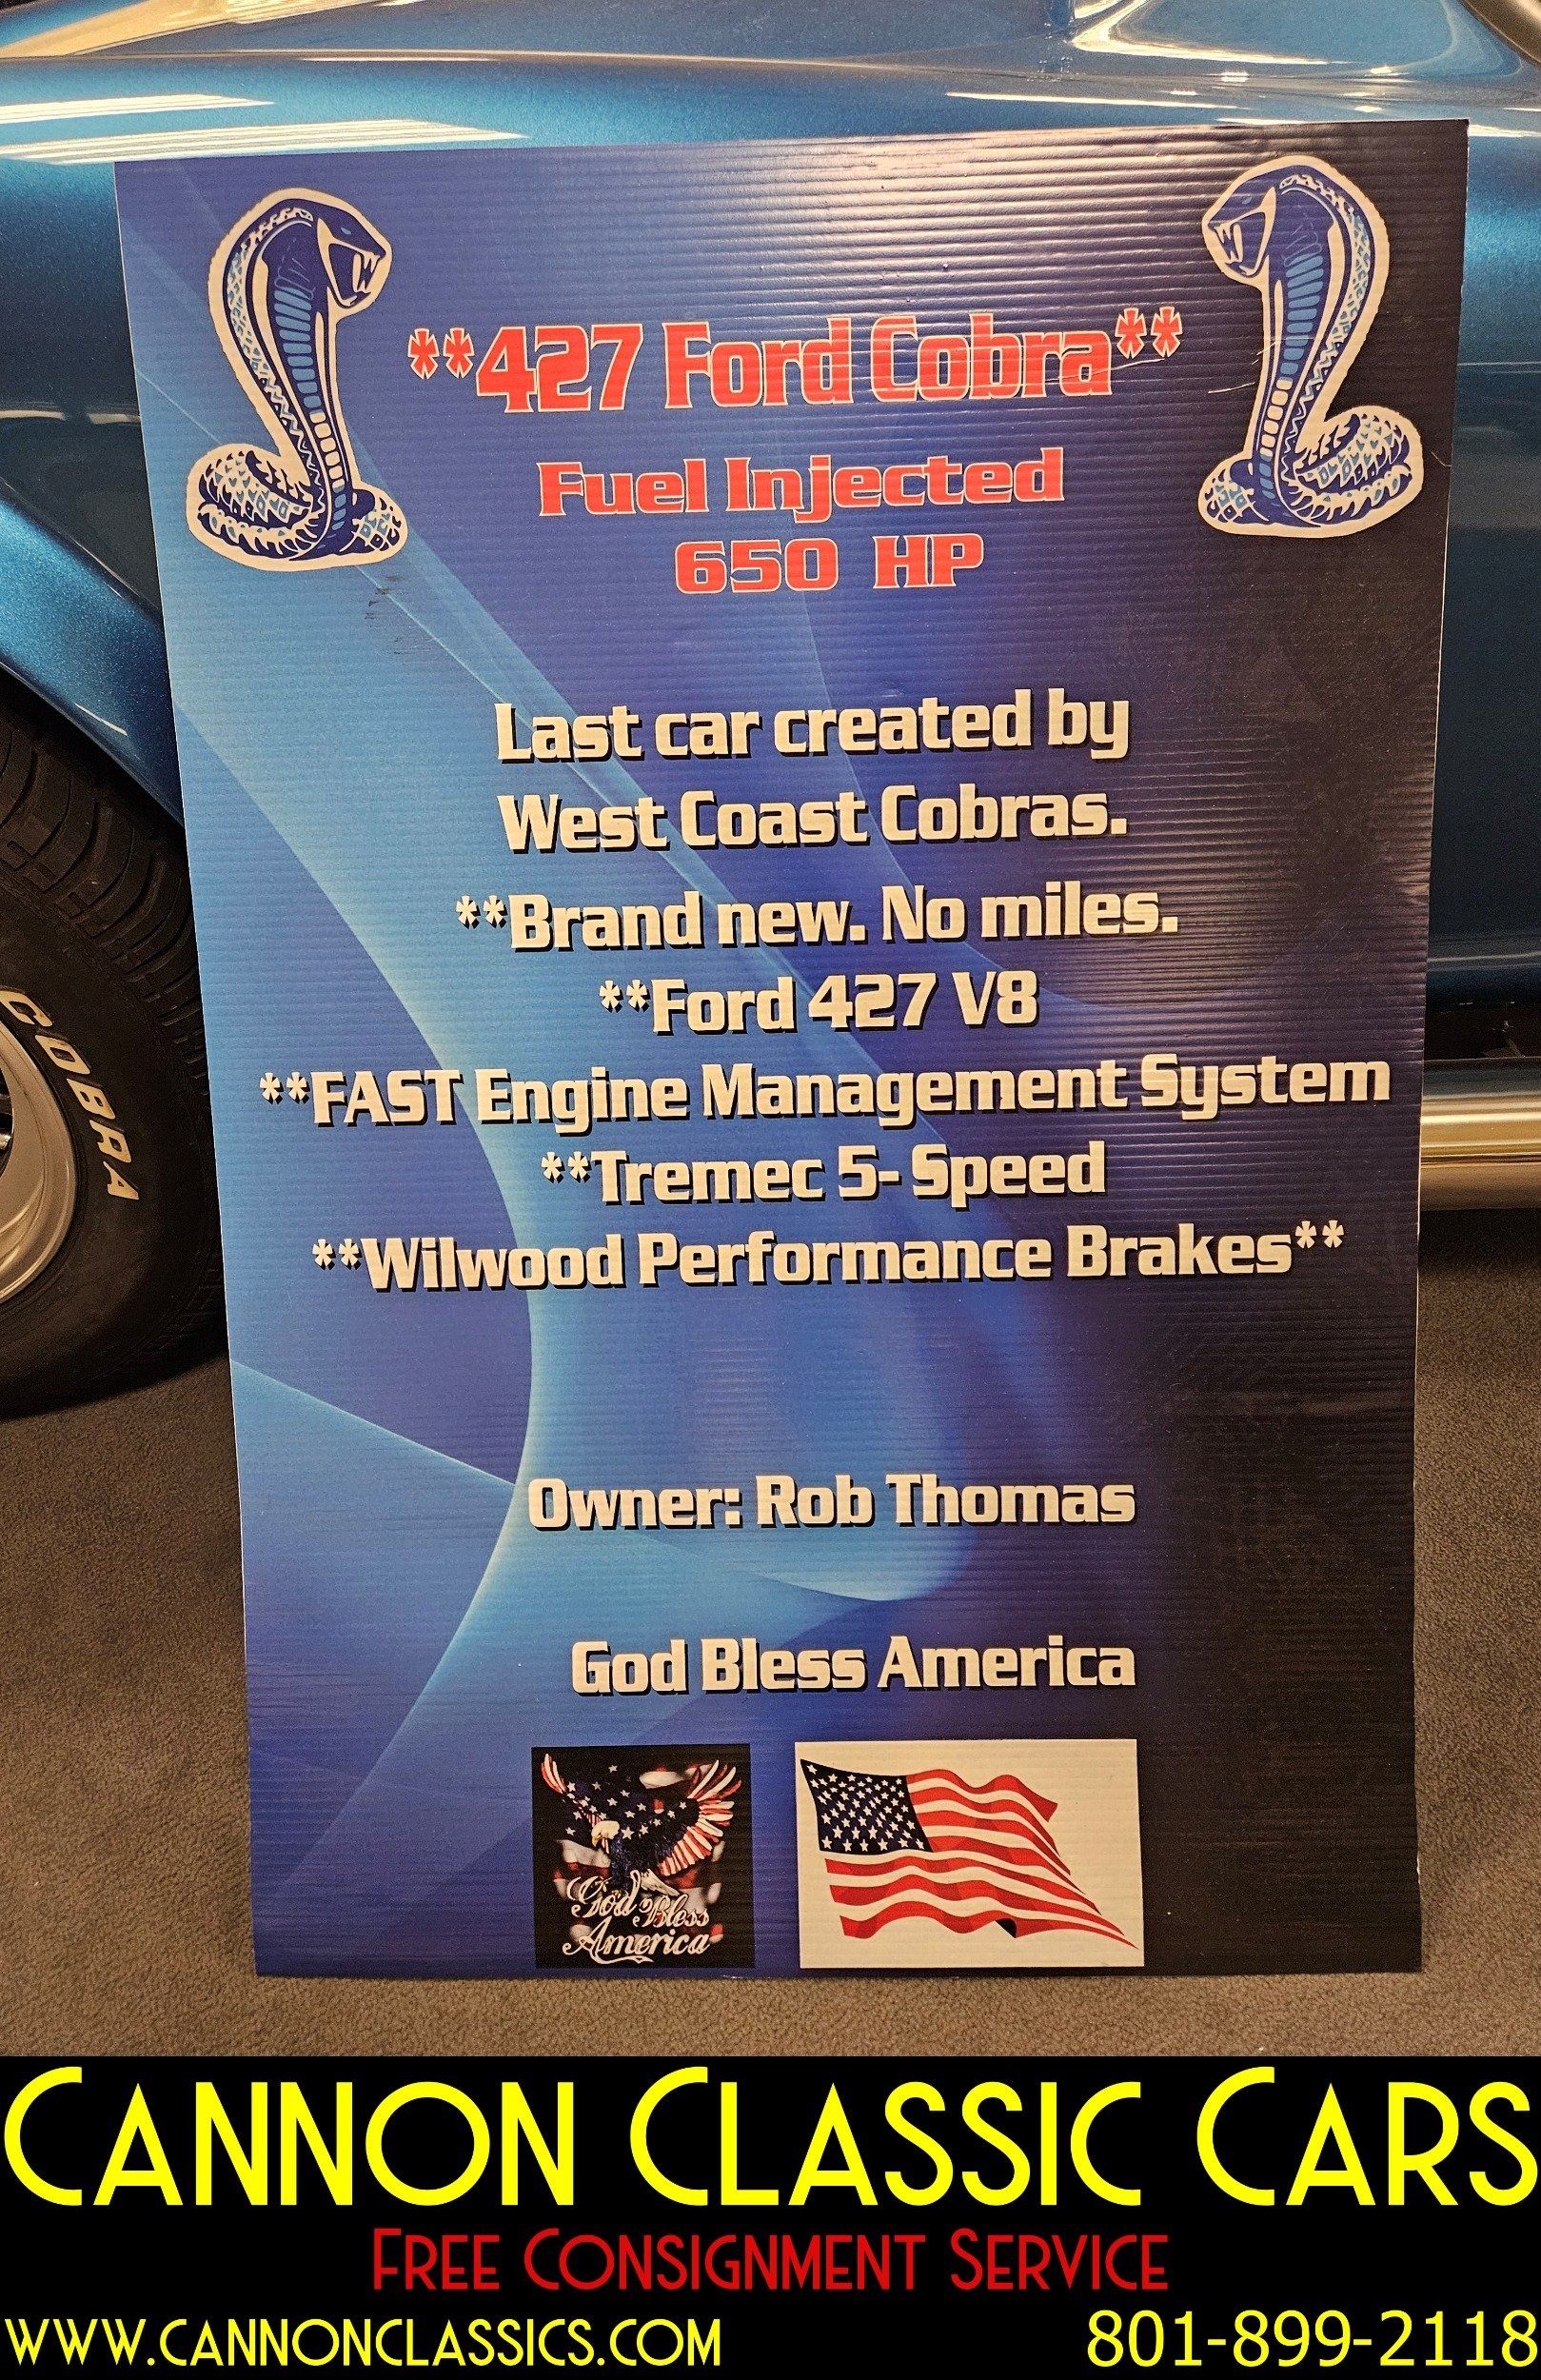 **427 Ford Cobra**
Fuel Injected
650 HP
Last car created by
West Coast Cobras.
**Brand new. No miles.
**Ford 427 V8
**FAST Engine Management System
COBRA
**Tremec 5- Speed
**Wilwood Performance Brakes**
Owner: Rob Thomas
God Bless America
God Bless
America
CANNON CLASSIC CARS
FREE CONSIGNMENT SERVICE
WWW.CANNONCLASSICS.COM
801-899-2118